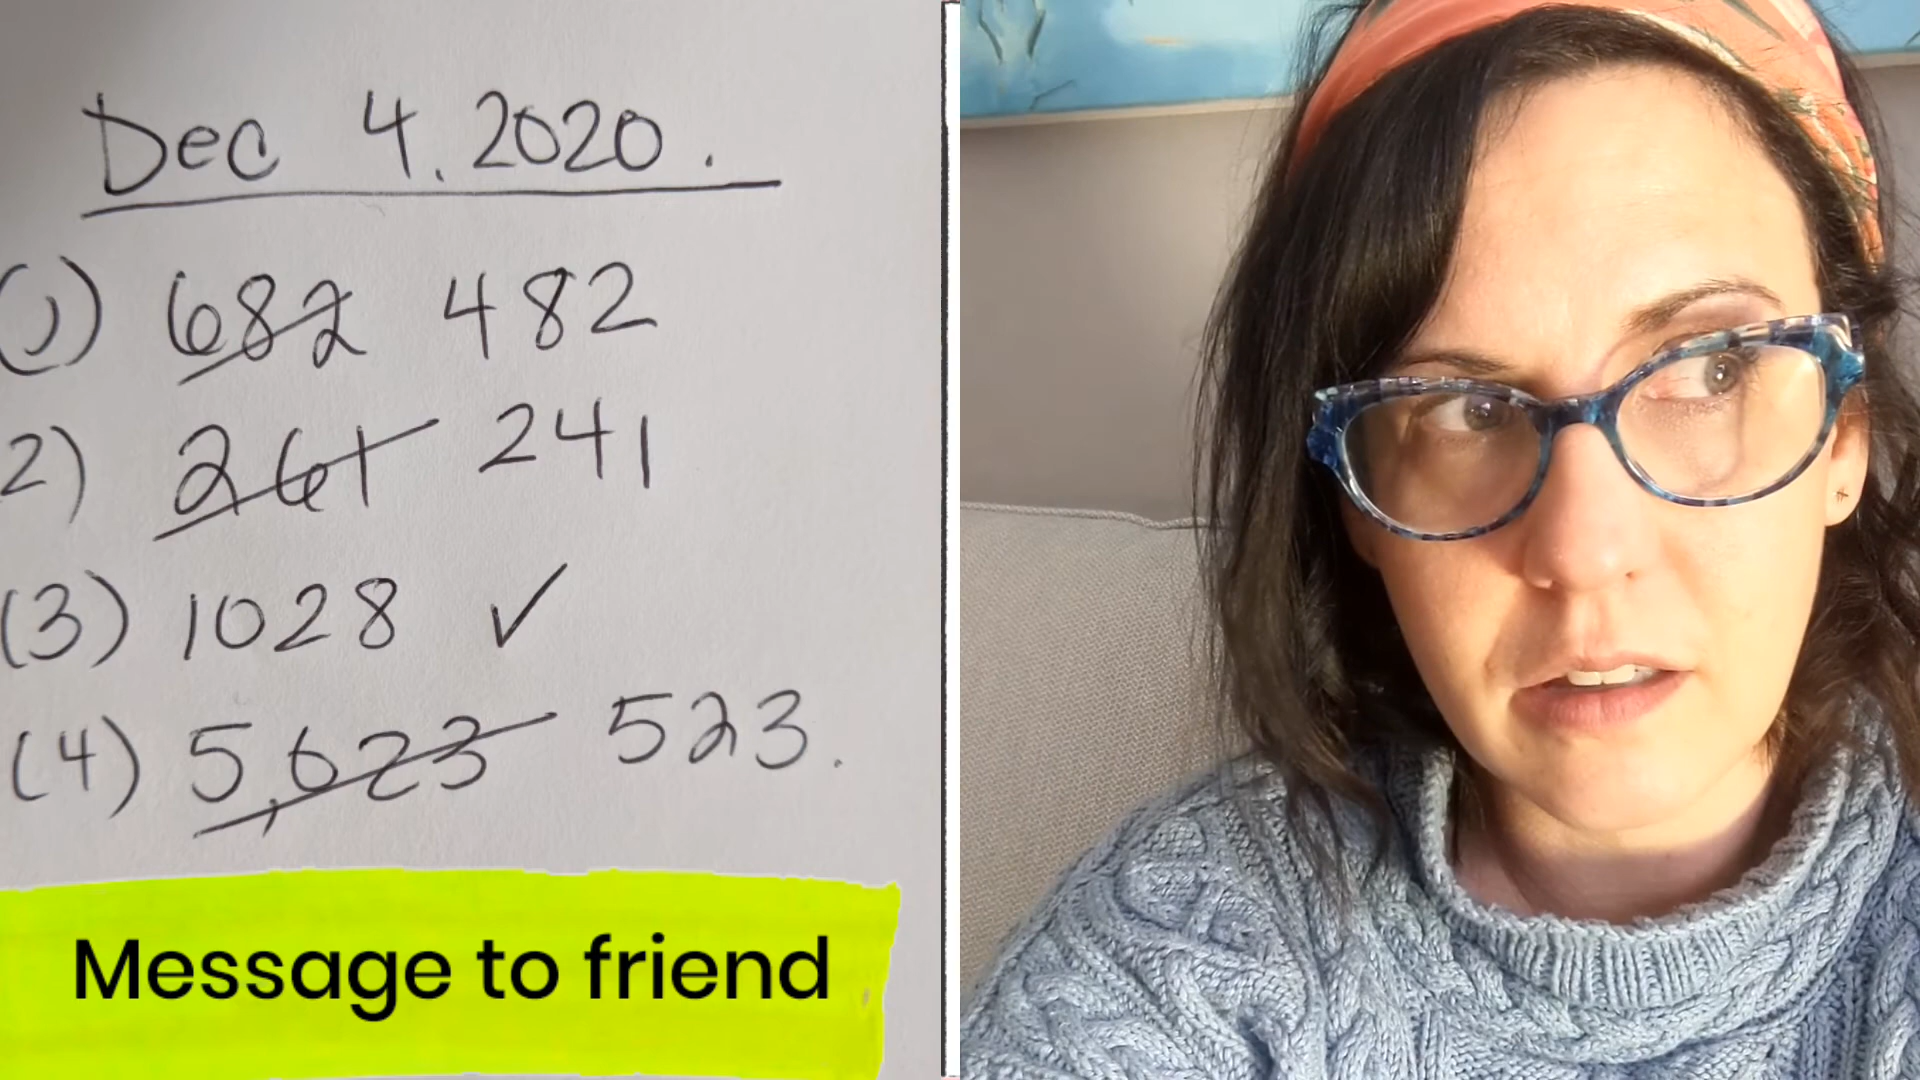 Dec 4. 2020.
(1) 682 482
2) 261 241
(3) 1028 ✓
(4) 5,623 523.
Message to friend